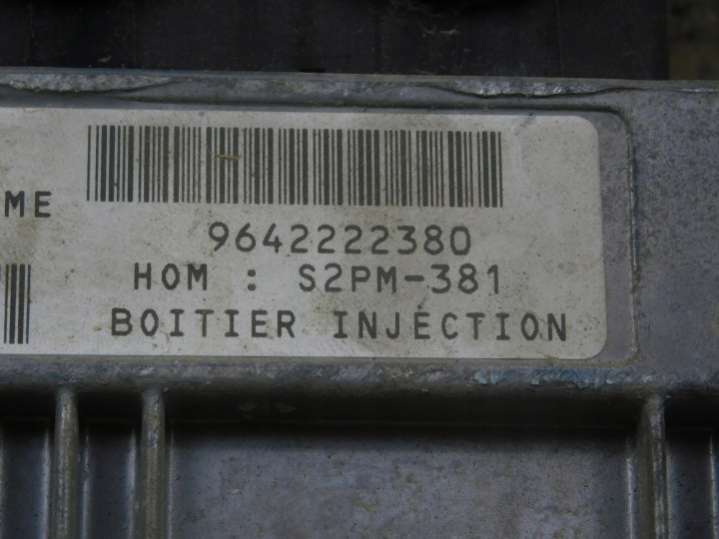 ME
9642222380
HOM : S2PM-381
BOITIER INJECTION